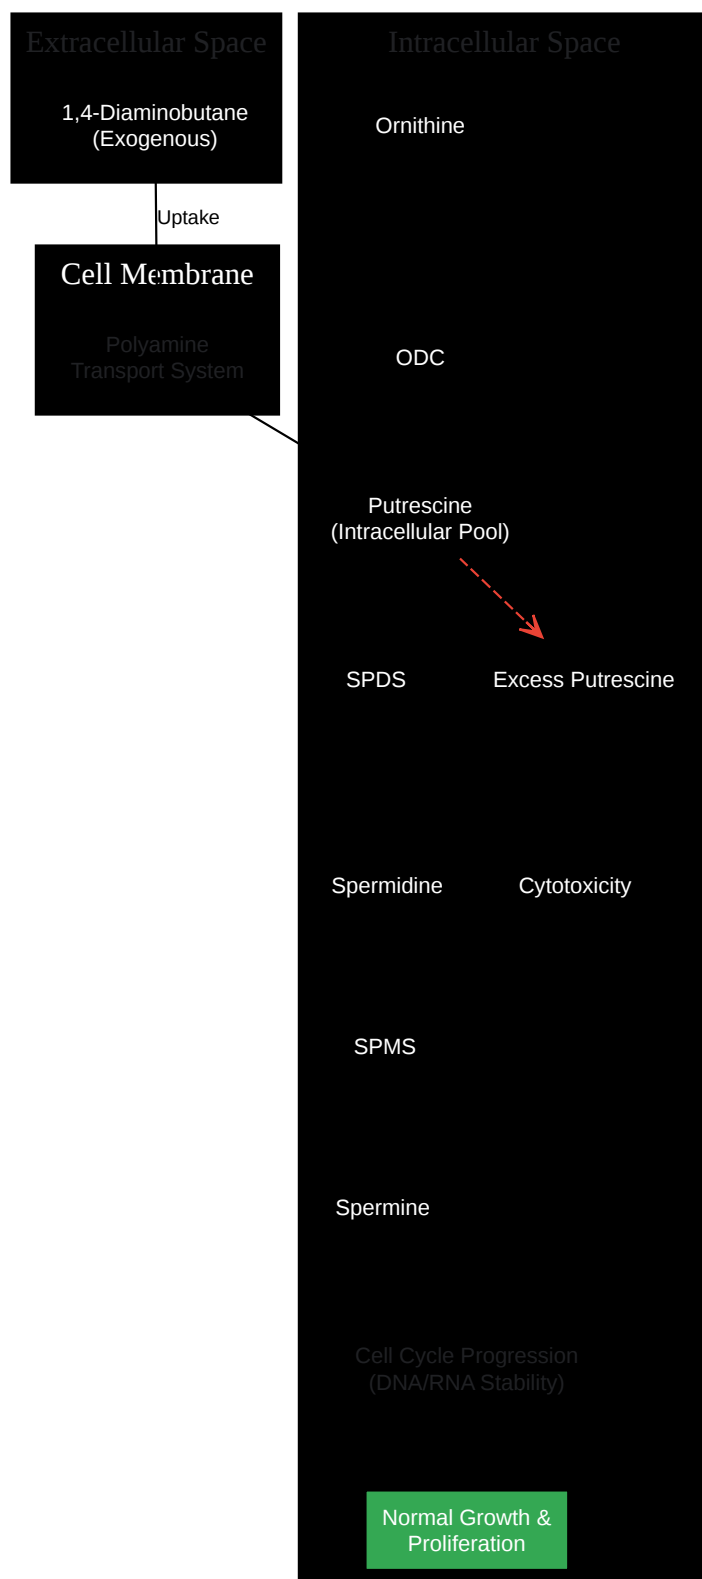 Extracellular Space
1,4-Diaminobutane
(Exogenous)
Uptake
Cell Membrane
Polyamine
Transport System
Intracellular Space
Ornithine
ODC
Putrescine
(Intracellular Pool)
SPDS
Excess Putrescine
Spermidine
Cytotoxicity
SPMS
Spermine
Cell Cycle Progression
(DNA/RNA Stability)
Normal Growth &
Proliferation